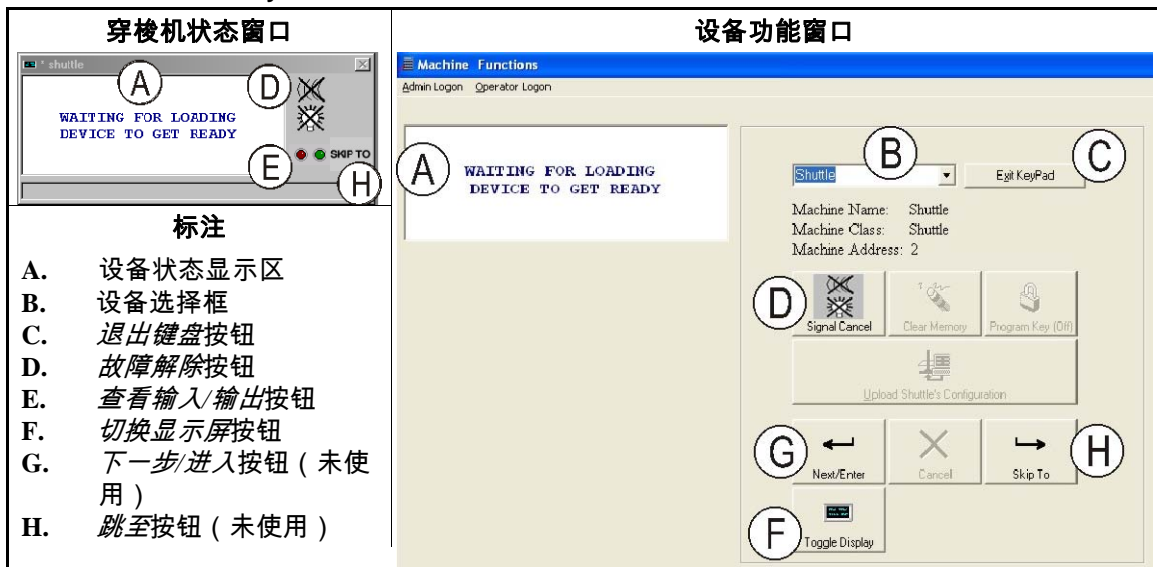 穿梭机状态窗口
* shuttle
A
D
WAITING FOR LOADING
DEVICE TO GET READY
E
SKIP TO
H
标注
A. 设备状态显示区
B. 设备选择框
C. 退出键盘按钮
D. 故障解除按钮
E. 查看输入/输出按钮
F. 切换显示屏按钮
G. 下一步/进入按钮（未使
用）
H. 跳至按钮（未使用）
设备功能窗口
Machine Functions
Admin Logon Operator Logon
A
WAITING FOR LOADING
DEVICE TO GET READY
B
C
Shuttle
Exit KeyPad
Machine Name: Shuttle
Machine Class: Shuttle
Machine Address: 2
D
Signal Cancel
Clear Memory
Program Key (Off)
Upload Shuttle's Configuration
G
Next/Enter
Cancel
Skip To
H
F
Toggle Display